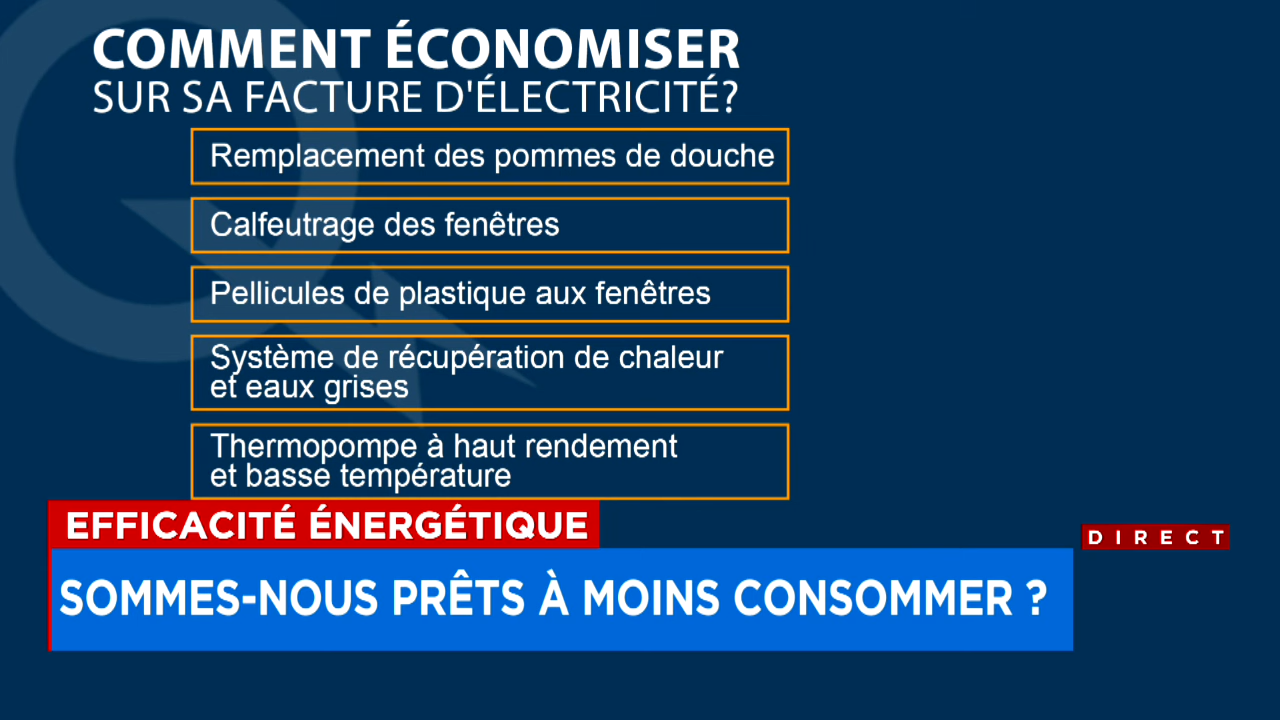 COMMENT ÉCONOMISER
SUR SA FACTURE D'ÉLECTRICITÉ?
Remplacement des pommes de douche
Calfeutrage des fenêtres
Pellicules de plastique aux fenêtres
Système de récupération de chaleur
et eaux grises
Thermopompe à haut rendement
et basse température
EFFICACITÉ ÉNERGÉTIQUE
DIRECT
SOMMES-NOUS PRÊTS À MOINS CONSOMMER ?